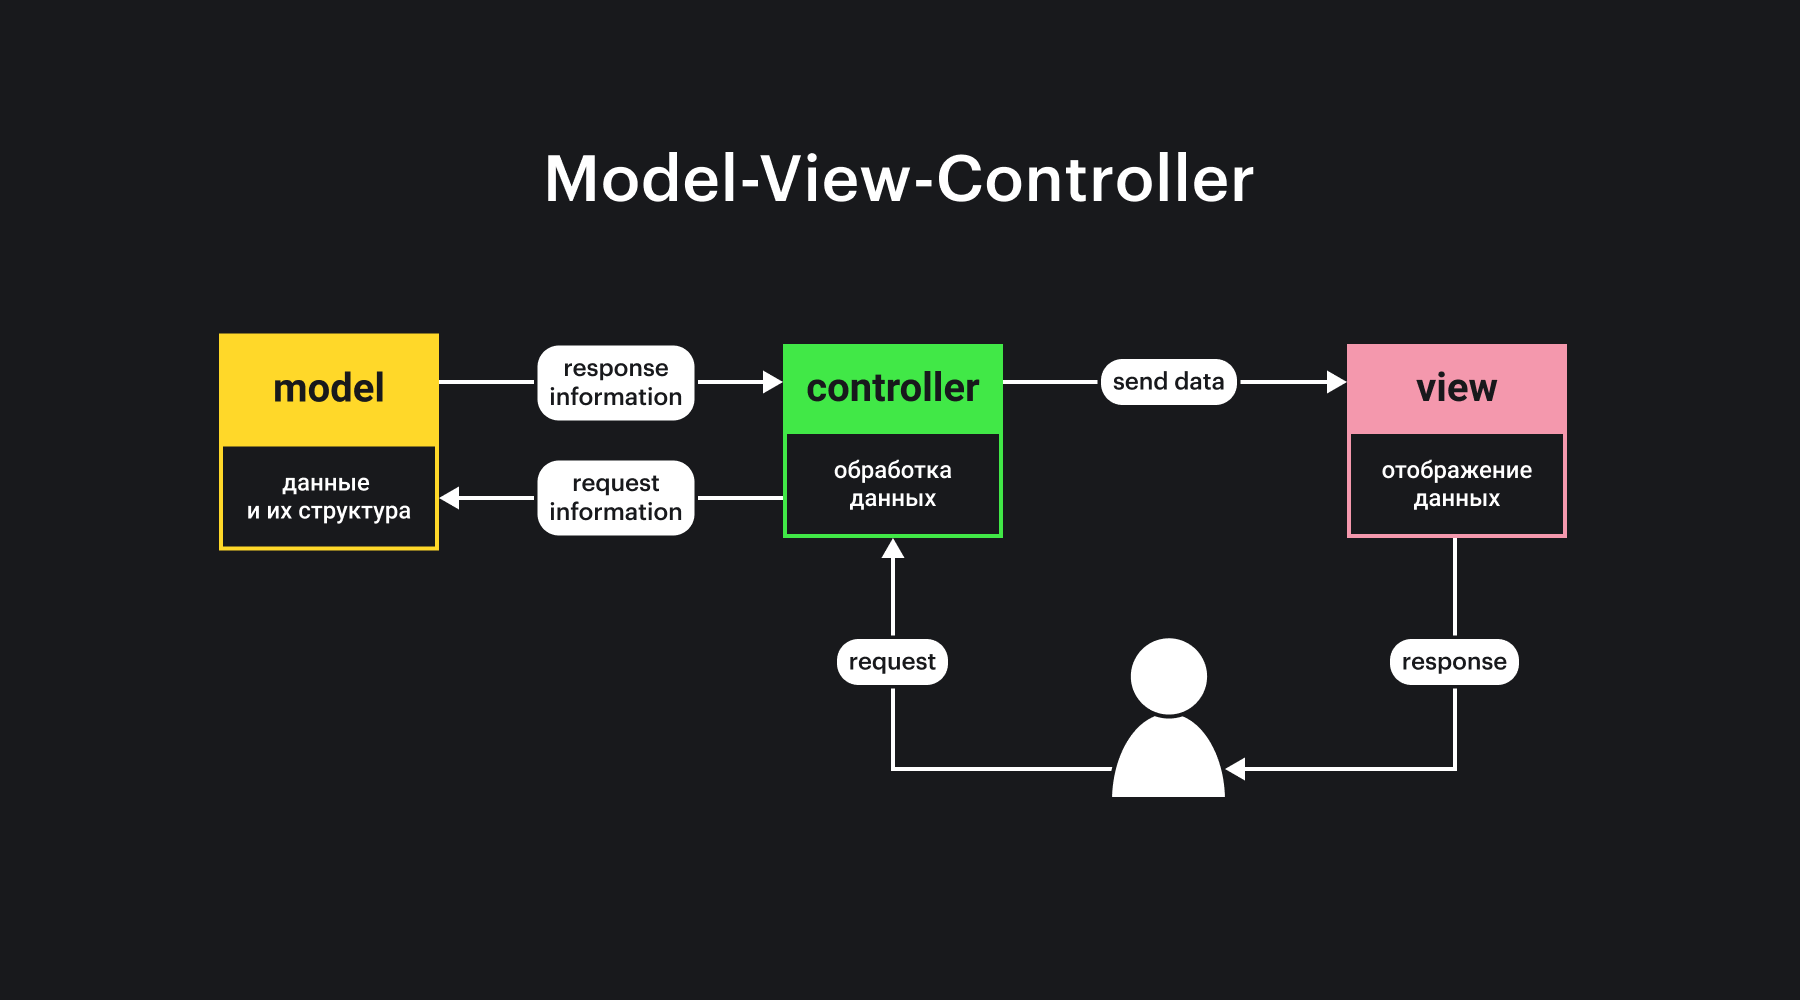 Model-View-Controller
model
данные
и их структура
response
information
request
information
controller
обработка
данных
send data
view
отображение
данных
request
response